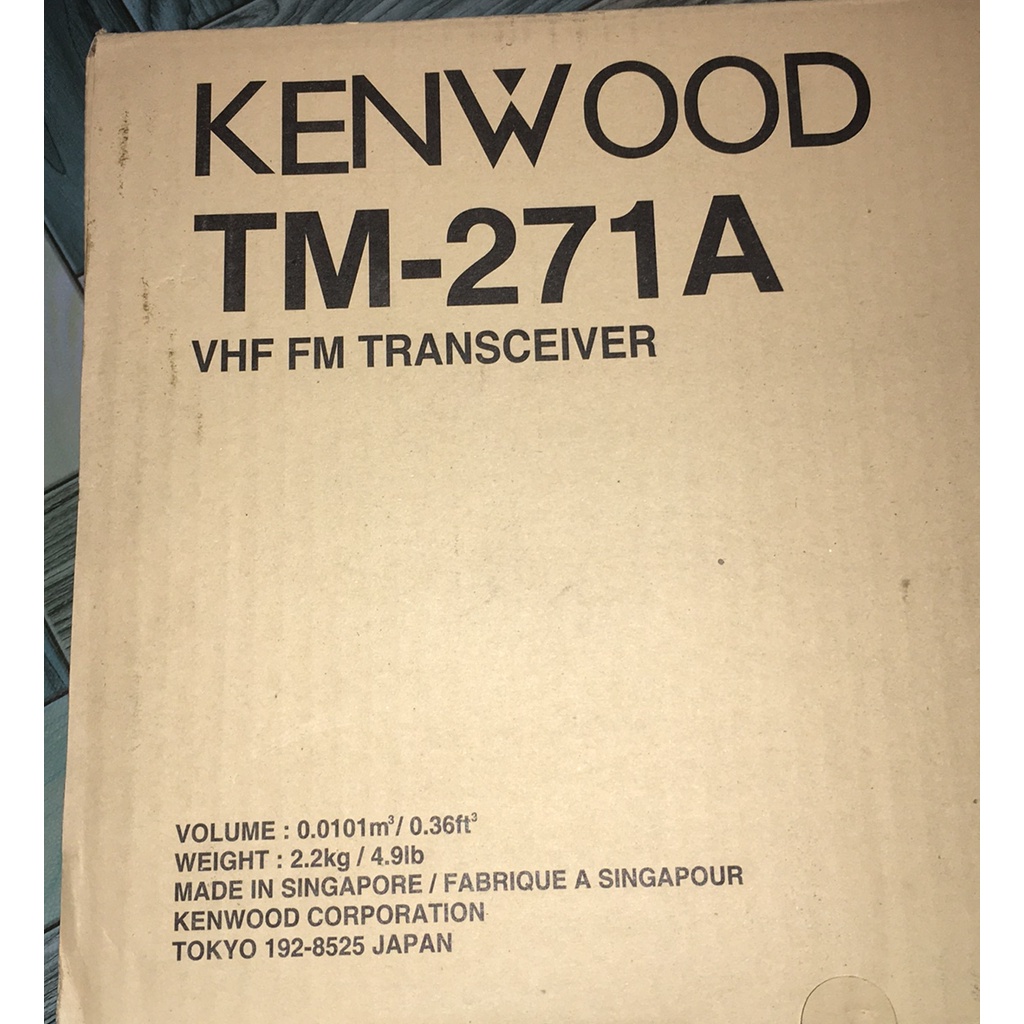 KENWOOD
TM-271A
VHF FM TRANSCEIVER
VOLUME : 0.0101m³/ 0.36ft³
WEIGHT : 2.2kg / 4.9lb
MADE IN SINGAPORE / FABRIQUE A SINGAPOUR
KENWOOD CORPORATION
TOKYO 192-8525 JAPAN